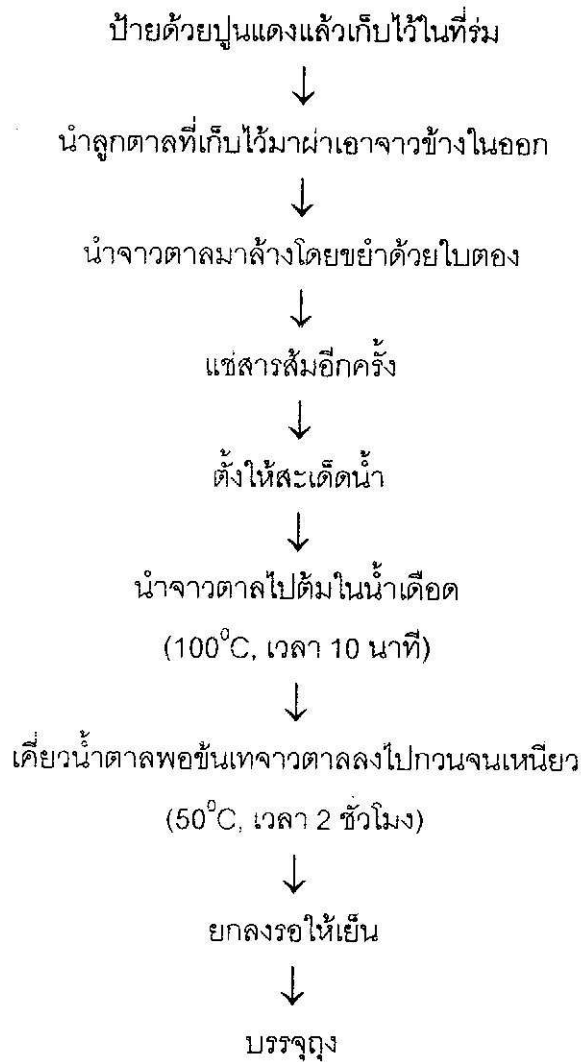 ป้ายด้วยปูนแดงแล้วเก็บไว้ในที่ร่ม
↓
นำลูกตาลที่เก็บไว้มาผ่าเอาจาวข้างในออก
↓
นำจาวตาลมาล้างโดยขยำด้วยใบตอง
↓
แช่สารส้มอีกครั้ง
↓
ตั้งให้สะเด็ดน้ำ
↓
นำจาวตาลไปต้มในน้ำเดือด
(100⁰C, เวลา 10 นาที)
↓
เคี่ยวน้ำตาลพอข้นเทจาวตาลลงไปกวนจนเหนียว
(50⁰C, เวลา 2 ชั่วโมง)
↓
ยกลงรอให้เย็น
↓
บรรจุถุง